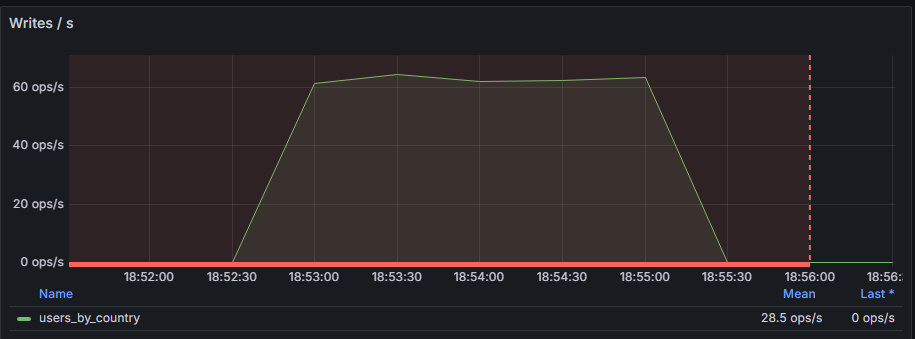 Writes / s
60 ops/s
40 ops/s
20 ops/s
0 ops/s
18:52:00 18:52:30 18:53:00 18:53:30 18:54:00 18:54:30 18:55:00 18:55:30 18:56:00 18:56:
Name Mean Last *
users_by_country 28.5 ops/s 0 ops/s